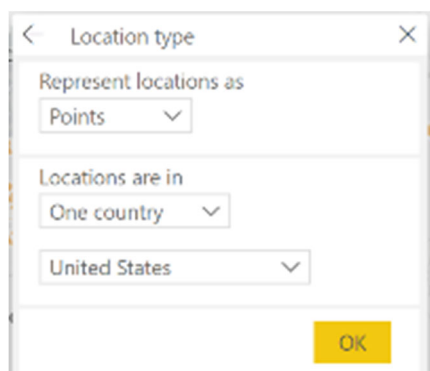 Location type
Represent locations as
Points
Locations are in
One country
United States
OK